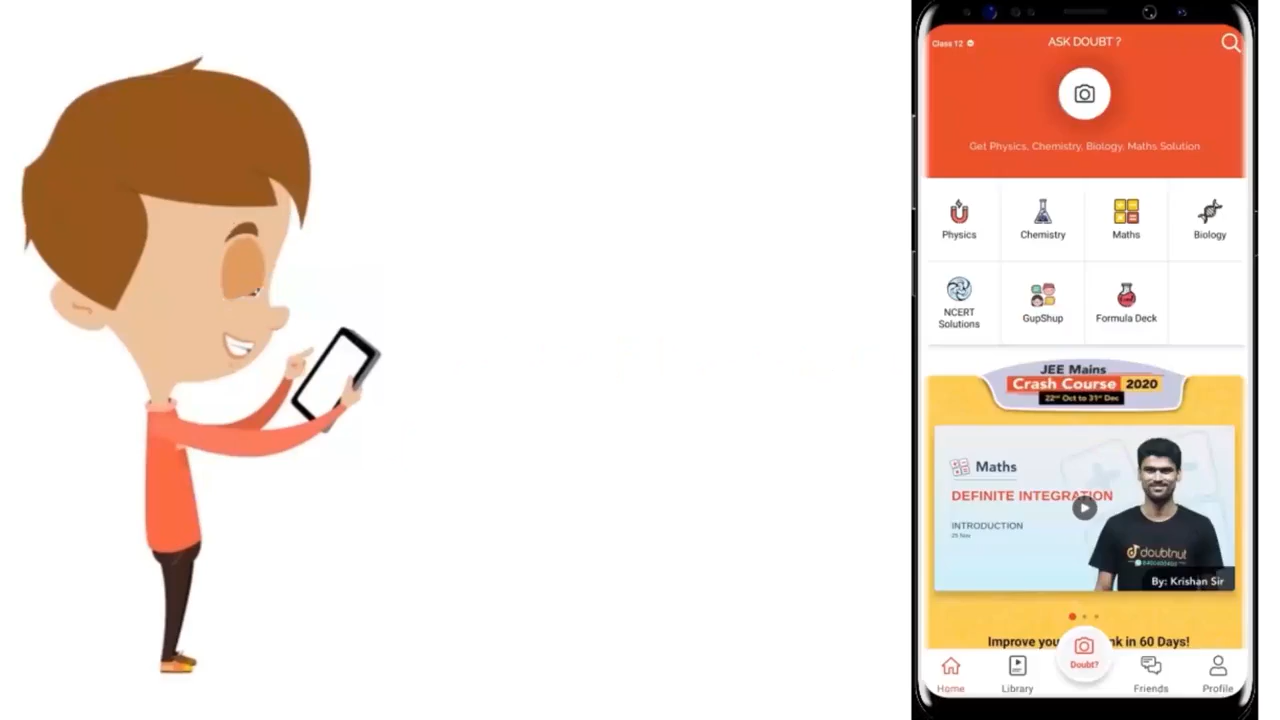 Class 12
ASK DOUBT ?
Get Physics, Chemistry, Biology, Maths Solution
Physics
Chemistry
Maths
Biology
NCERT
Solutions
GupShup
Formula Deck
JEE Mains
Crash Course 2020
22nd Oct to 31st Dec
Maths
DEFINITE INTEGRATION
INTRODUCTION
doubtnut
By: Krishan Sir
Improve you nk in 60 Days!
Doubt?
Home
Library
Friends
Profile